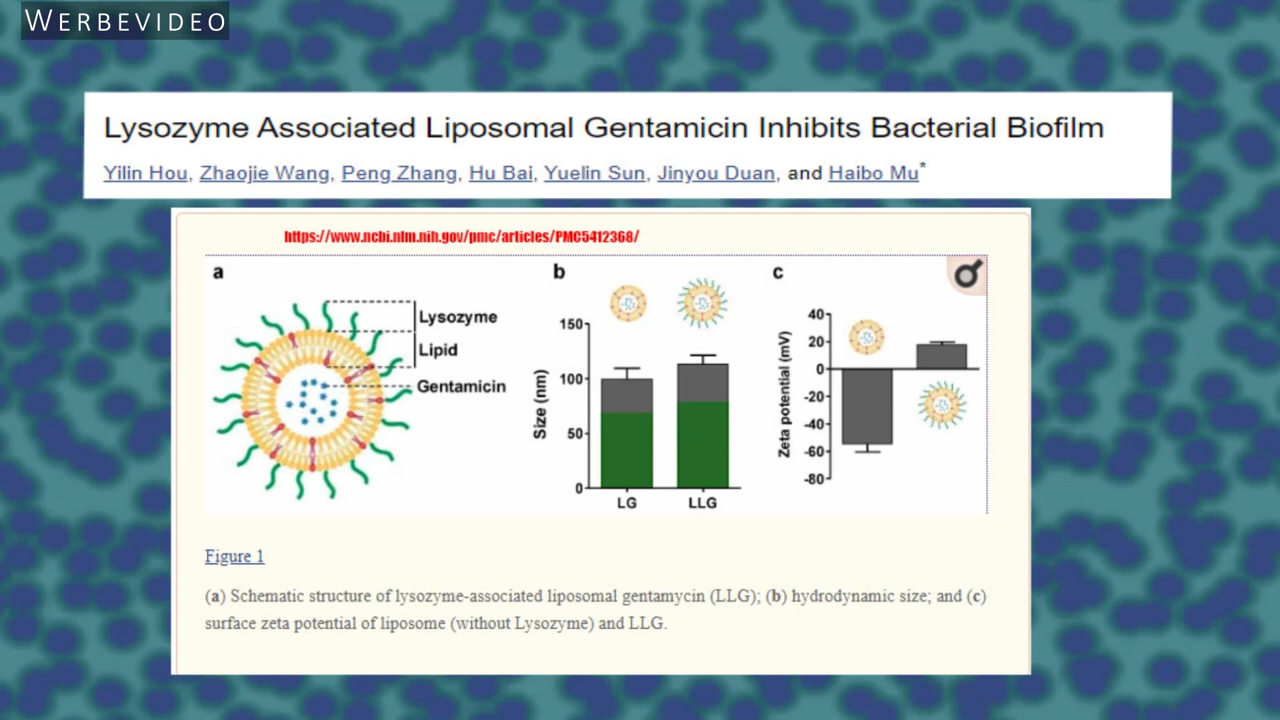 WERBEVIDEO
Lysozyme Associated Liposomal Gentamicin Inhibits Bacterial Biofilm
Yilin Hou, Zhaojie Wang, Peng Zhang, Hu Bai, Yuelin Sun, Jinyou Duan, and Haibo Mu*
https://www.ncbi.nlm.nih.gov/pmc/articles/PMC5412368/
a
Lysozyme
Lipid
Gentamicin
b
Size (nm)
150
100
50
0
LG
LLG
c
Zeta potential (mV)
40
20
0
-20
-40
-60
-80
Figure 1
(a) Schematic structure of lysozyme-associated liposomal gentamycin (LLG); (b) hydrodynamic size; and (c)
surface zeta potential of liposome (without Lysozyme) and LLG.